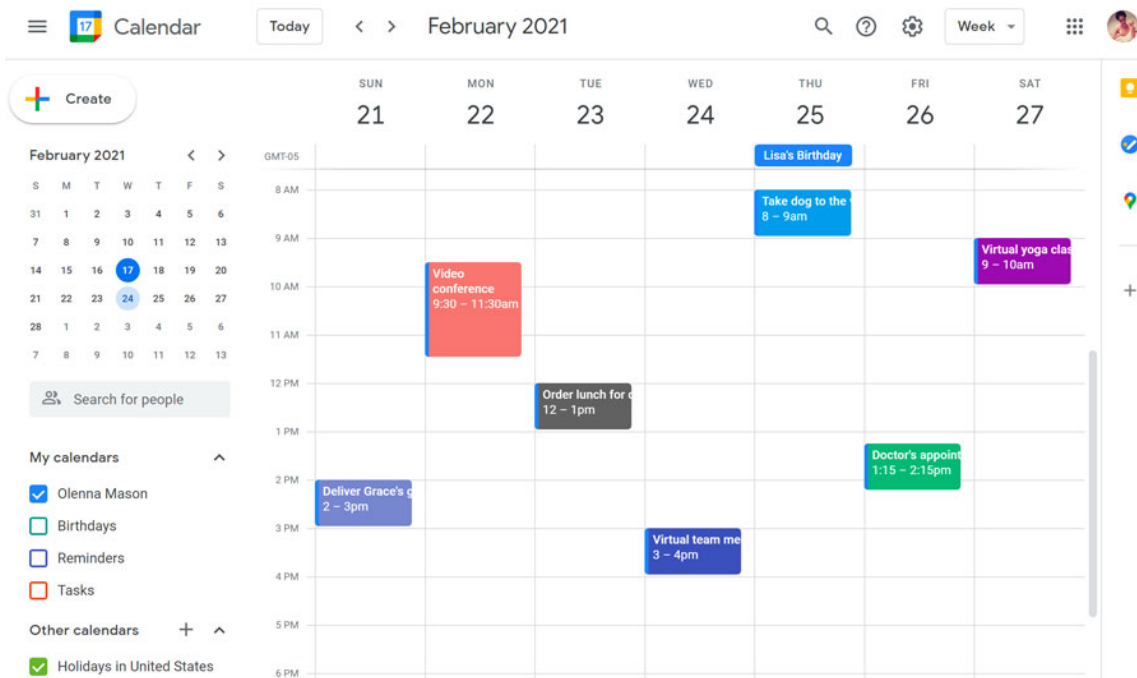 17 Calendar Today February 2021 Week
Create
February 2021
S M T W T F S
31 1 2 3 4 5 6
7 8 9 10 11 12 13
14 15 16 17 18 19 20
21 22 23 24 25 26 27
28 1 2 3 4 5 6
7 8 9 10 11 12 13
Search for people
My calendars
Olenna Mason
Birthdays
Reminders
Tasks
Other calendars
Holidays in United States
SUN MON TUE WED THU FRI SAT
21 22 23 24 25 26 27
GMT-05
Lisa's Birthday
8 AM
Take dog to the
8 – 9am
9 AM
Virtual yoga clas
9 – 10am
Video
conference
9:30 – 11:30am
10 AM
11 AM
12 PM
Order lunch for
12 – 1pm
1 PM
Doctor's appoint
1:15 – 2:15pm
2 PM
Deliver Grace's
2 – 3pm
3 PM
Virtual team me
3 – 4pm
4 PM
5 PM
6 PM